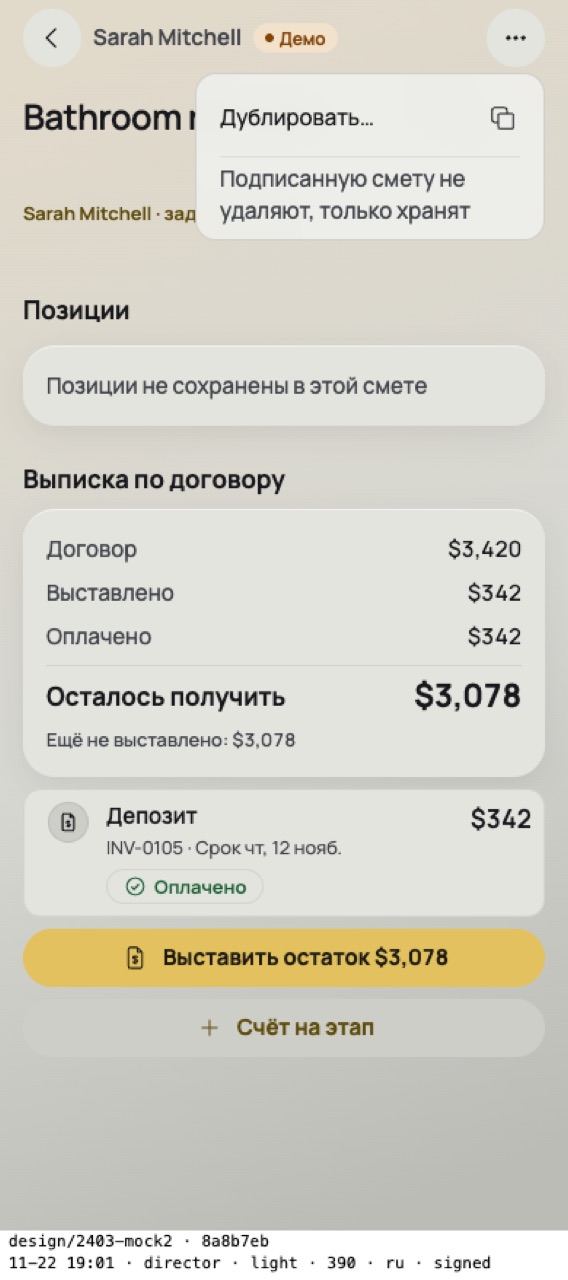 Sarah Mitchell
Демо
Bathroom
Дублировать…
Подписанную смету не
удаляют, только хранят
Sarah Mitchell · зад
Позиции
Позиции не сохранены в этой смете
Выписка по договору
Договор $3,420
Выставлено $342
Оплачено $342
Осталось получить $3,078
Ещё не выставлено: $3,078
Депозит $342
INV-0105 · Срок чт, 12 нояб.
Оплачено
Выставить остаток $3,078
+ Счёт на этап
design/2403-mock2 · 8a8b7eb
11-22 19:01 · director · light · 390 · ru · signed